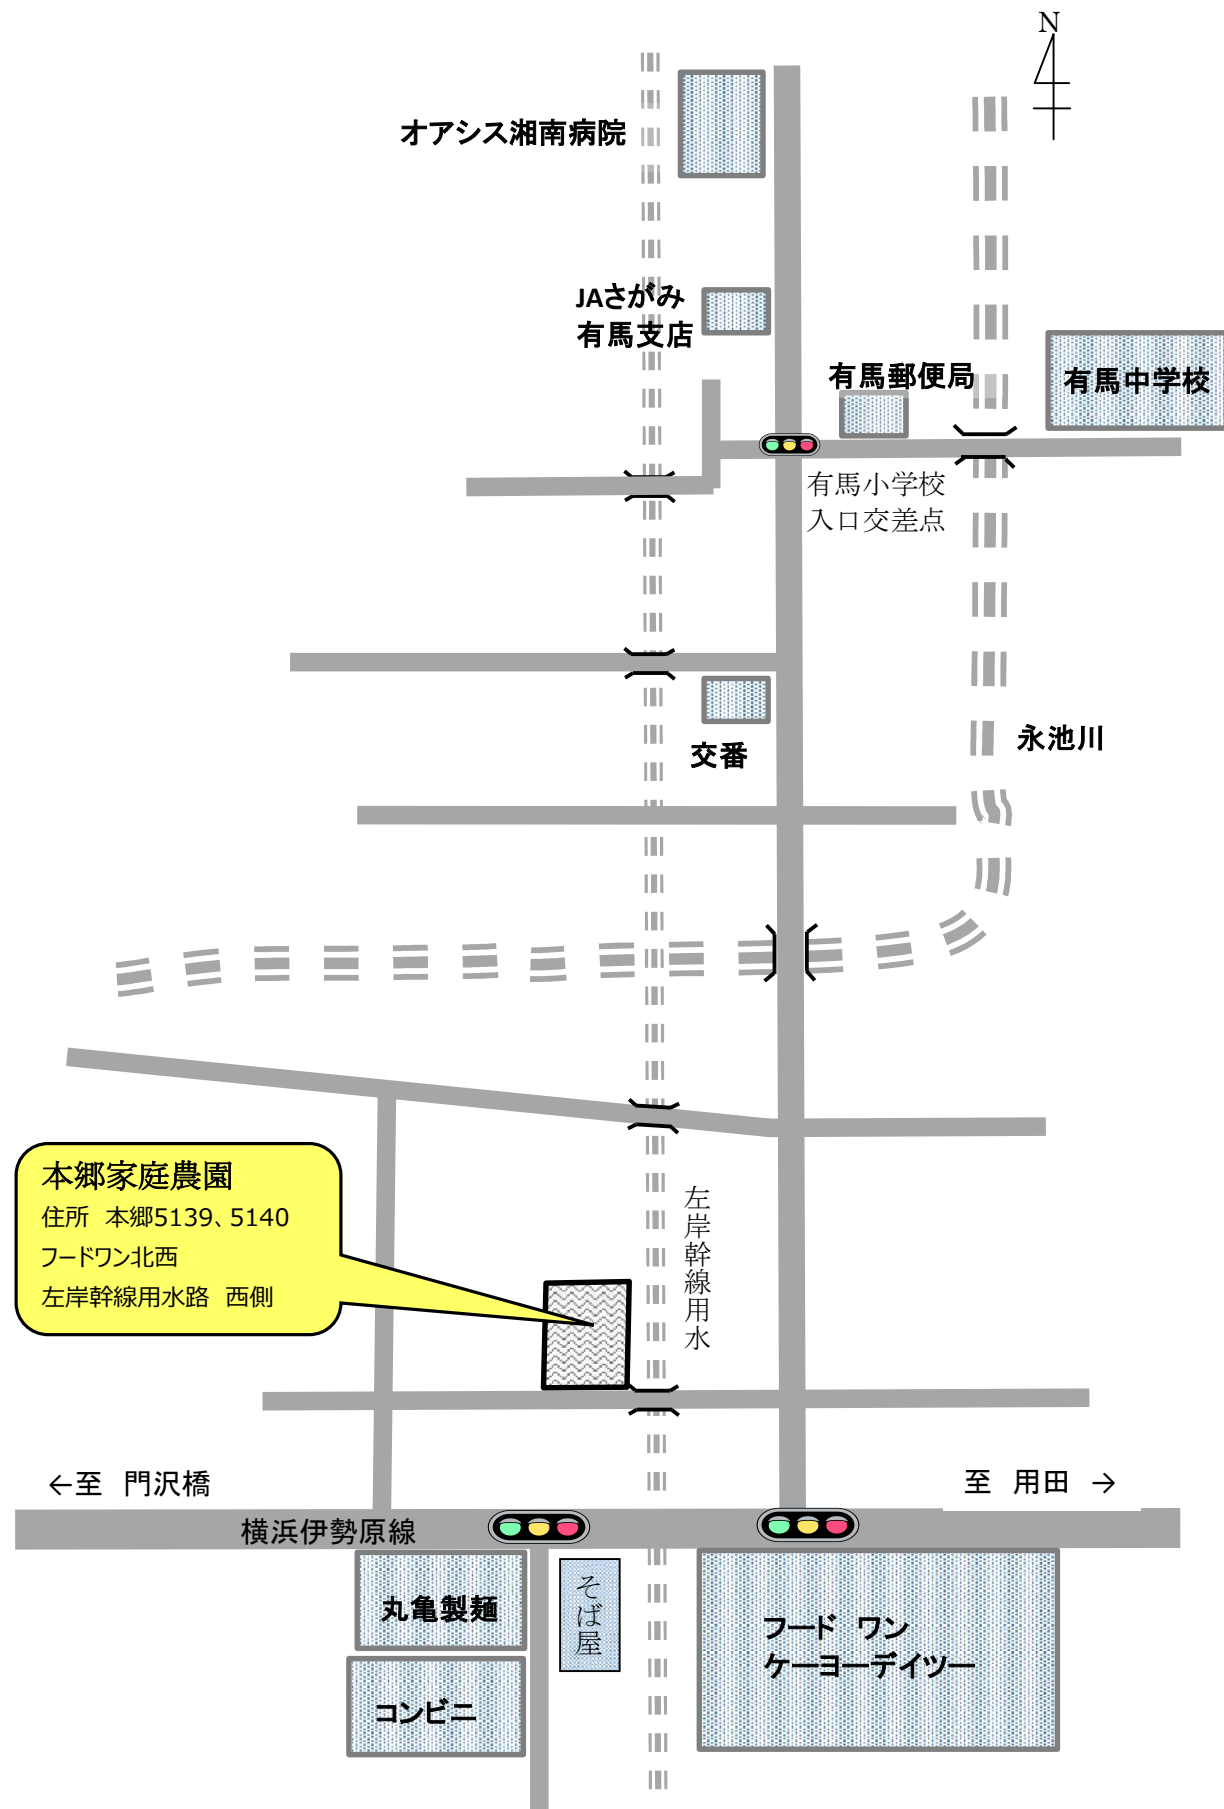 N
オアシス湘南病院
JAさがみ
有馬支店
有馬郵便局
有馬中学校
有馬小学校
入口交差点
交番
永池川
本郷家庭農園
住所　本郷5139、5140
フードワン北西
左岸幹線用水路　西側
左岸幹線用水
←至　門沢橋
至　用田　→
横浜伊勢原線
丸亀製麺
そば屋
フード　ワン
ケーヨーデイツー
コンビニ